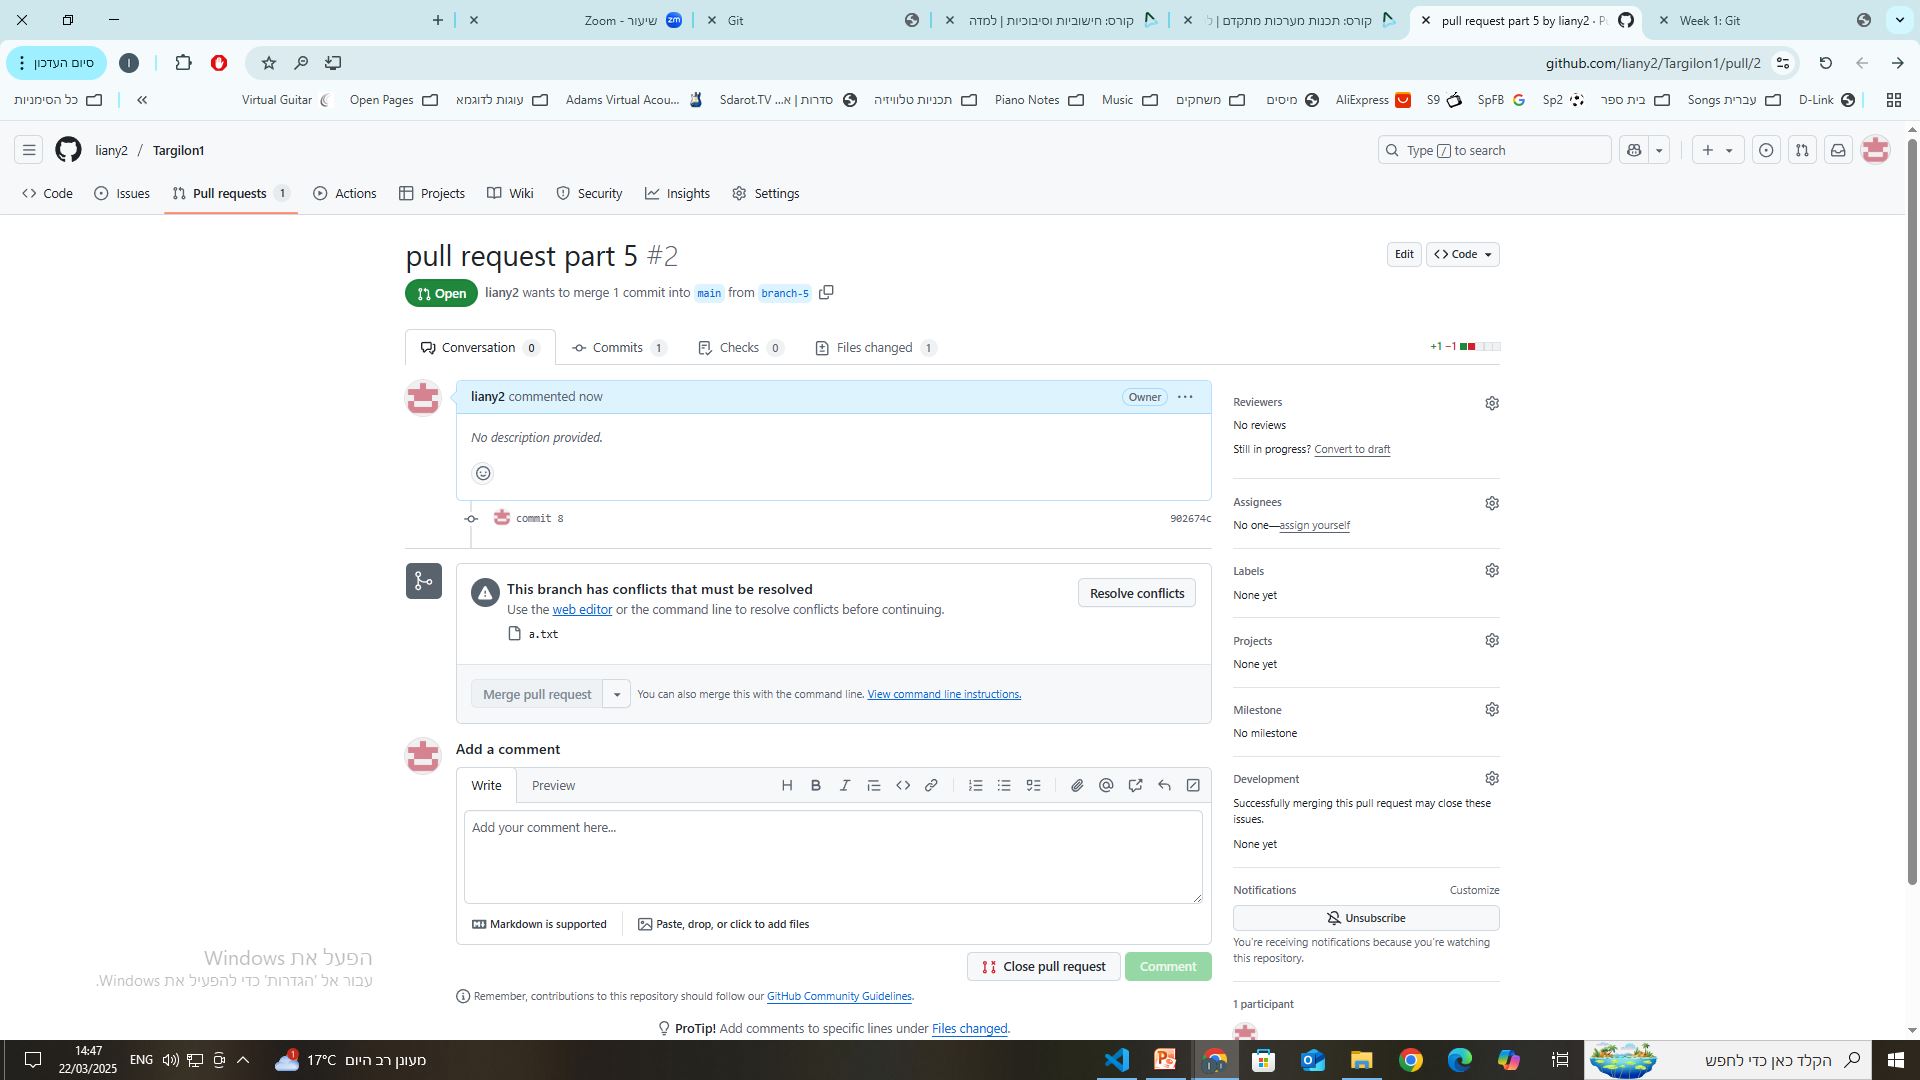 סיום העדכון
Zoom - שיעור
Git
קורס: חישוביות וסיבוכיות | למדה
קורס: תכנות מערכות מתקדם | ל
pull request part 5 by liany2 · Pu
Week 1: Git
github.com/liany2/Targilon1/pull/2
כל הסימניות
«
Virtual Guitar
Open Pages
עוגות לדוגמא
Adams Virtual Acou...
Sdarot.TV סדרות | א...
תכניות טלוויזיה
Piano Notes
Music
משחקים
מיסים
AliExpress
S9
SpFB
Sp2
בית ספר
Songs עברית
D-Link
liany2 / Targilon1
Type / to search
Code
Issues
Pull requests 1
Actions
Projects
Wiki
Security
Insights
Settings
pull request part 5 #2
Edit
<> Code
Open
liany2 wants to merge 1 commit into main from branch-5
Conversation 0
Commits 1
Checks 0
Files changed 1
+1 −1
liany2 commented now
Owner
No description provided.
commit 8
902674c
This branch has conflicts that must be resolved
Use the web editor or the command line to resolve conflicts before continuing.
a.txt
Resolve conflicts
Merge pull request
You can also merge this with the command line. View command line instructions.
Add a comment
Write
Preview
Add your comment here...
Markdown is supported
Paste, drop, or click to add files
Close pull request
Comment
Remember, contributions to this repository should follow our GitHub Community Guidelines.
ProTip! Add comments to specific lines under Files changed.
Reviewers
No reviews
Still in progress? Convert to draft
Assignees
No one—assign yourself
Labels
None yet
Projects
None yet
Milestone
No milestone
Development
Successfully merging this pull request may close these
issues.
None yet
Notifications
Customize
Unsubscribe
You're receiving notifications because you're watching
this repository.
1 participant
הפעל את Windows
עבור אל 'הגדרות' כדי להפעיל את Windows.
14:47
22/03/2025
ENG
1
17°C מעונן רב היום
הקלד כאן כדי לחפש